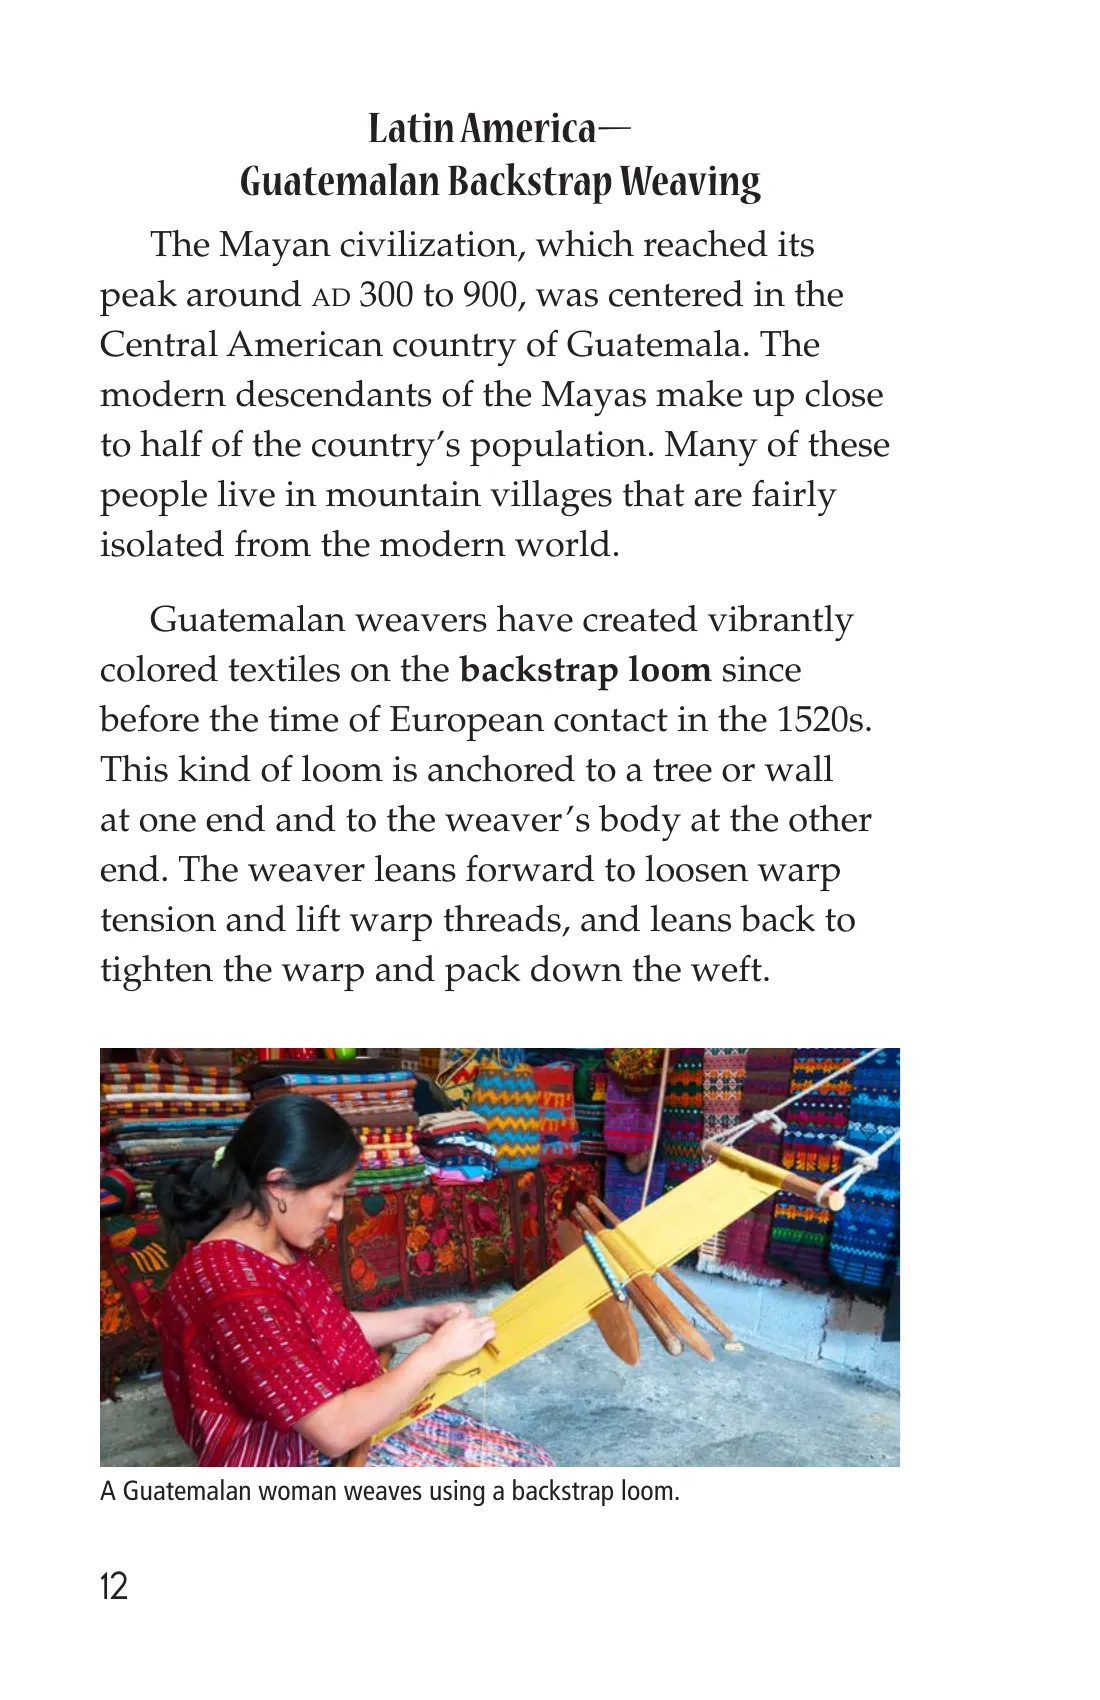 Latin America—
Guatemalan Backstrap Weaving
The Mayan civilization, which reached its
peak around AD 300 to 900, was centered in the
Central American country of Guatemala. The
modern descendants of the Mayas make up close
to half of the country’s population. Many of these
people live in mountain villages that are fairly
isolated from the modern world.
Guatemalan weavers have created vibrantly
colored textiles on the backstrap loom since
before the time of European contact in the 1520s.
This kind of loom is anchored to a tree or wall
at one end and to the weaver’s body at the other
end. The weaver leans forward to loosen warp
tension and lift warp threads, and leans back to
tighten the warp and pack down the weft.
A Guatemalan woman weaves using a backstrap loom.
12